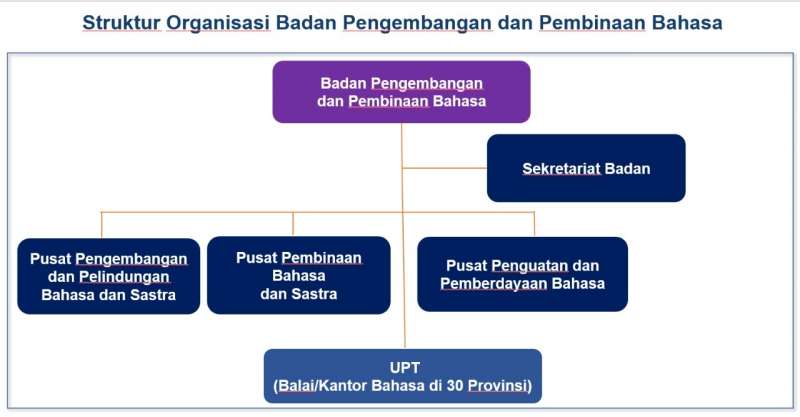 Struktur Organisasi Badan Pengembangan dan Pembinaan Bahasa
Badan Pengembangan
dan Pembinaan Bahasa
Sekretariat Badan
Pusat Pengembangan
dan Pelindungan
Bahasa dan Sastra
Pusat Pembinaan
Bahasa
dan Sastra
Pusat Penguatan dan
Pemberdayaan Bahasa
UPT
(Balai/Kantor Bahasa di 30 Provinsi)